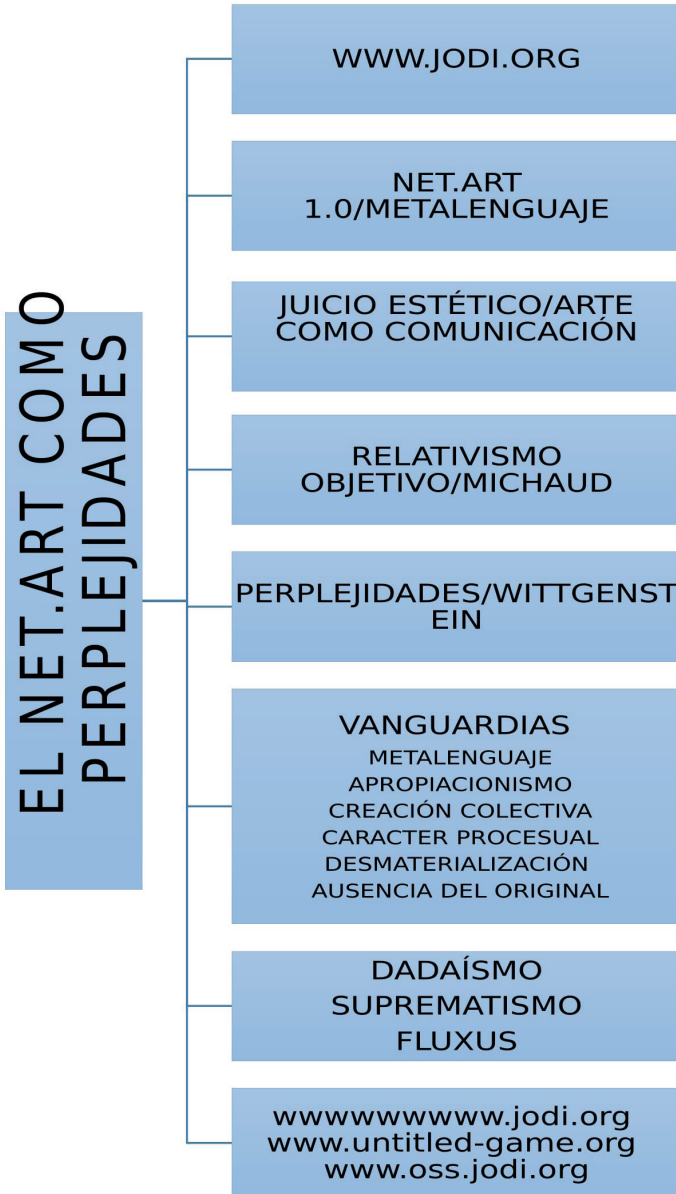 EL NET.ART COMO
PERPLEJIDADES
WWW.JODI.ORG
NET.ART
1.0/METALENGUAJE
JUICIO ESTÉTICO/ARTE
COMO COMUNICACIÓN
RELATIVISMO
OBJETIVO/MICHAUD
PERPLEJIDADES/WITTGENST
EIN
VANGUARDIAS
METALENGUAJE
APROPIACIONISMO
CREACIÓN COLECTIVA
CARACTER PROCESUAL
DESMATERIALIZACIÓN
AUSENCIA DEL ORIGINAL
DADAÍSMO
SUPREMATISMO
FLUXUS
wwwwwwwww.jodi.org
www.untitled-game.org
www.oss.jodi.org